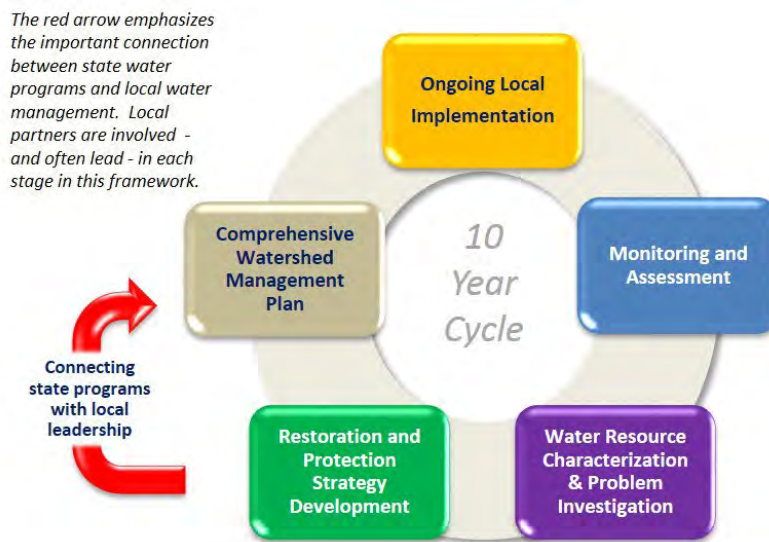 The red arrow emphasizes
the important connection
between state water
programs and local water
management.  Local
partners are involved  -
and often lead - in each
stage in this framework.
Ongoing Local
Implementation
Monitoring and
Assessment
Water Resource
Characterization
& Problem
Investigation
Restoration and
Protection
Strategy
Development
Comprehensive
Watershed
Management
Plan
10
Year
Cycle
Connecting
state programs
with local
leadership